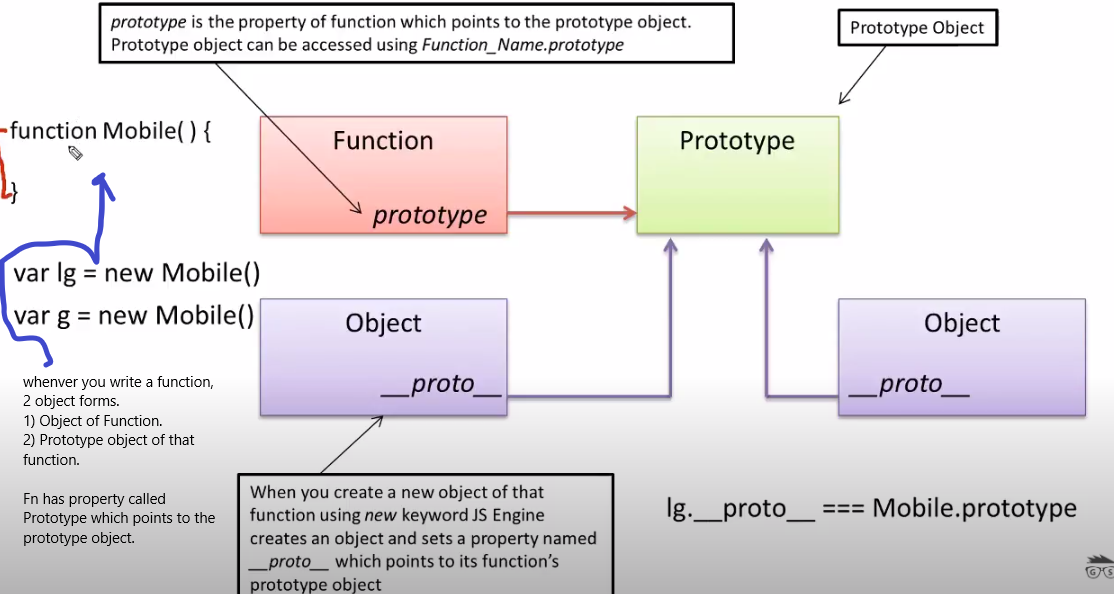 prototype is the property of function which points to the prototype object.
Prototype object can be accessed using Function_Name.prototype
Prototype Object
function Mobile( ) {
}
var lg = new Mobile()
var g = new Mobile()
Function
prototype
Prototype
Object
__proto__
Object
__proto__
whenver you write a function,
2 object forms.
1) Object of Function.
2) Prototype object of that
function.
Fn has property called
Prototype which points to the
prototype object.
When you create a new object of that
function using new keyword JS Engine
creates an object and sets a property named
__proto__ which points to its function's
prototype object
lg.__proto__ === Mobile.prototype
G S